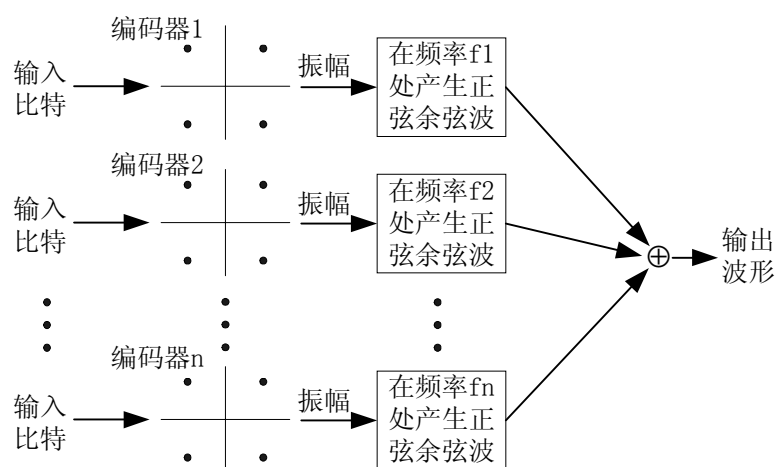 编码器1
输入
比特
振幅
在频率f1
处产生正
弦余弦波
编码器2
输入
比特
振幅
在频率f2
处产生正
弦余弦波
输出
波形
编码器n
输入
比特
振幅
在频率fn
处产生正
弦余弦波